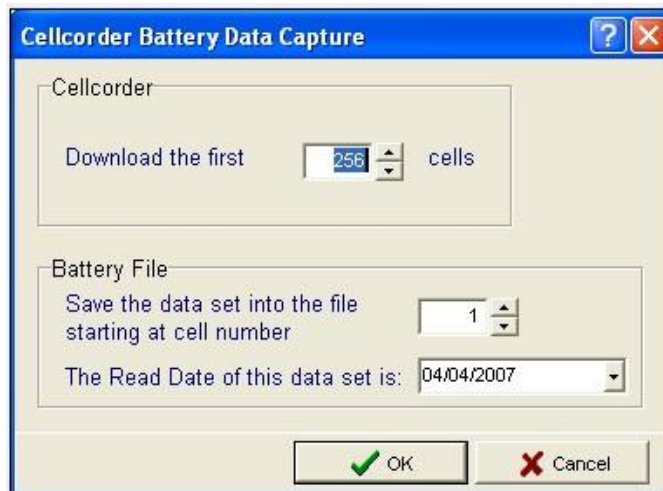 Cellcorder Battery Data Capture
Cellcorder
Download the first 256 cells
Battery File
Save the data set into the file
starting at cell number 1
The Read Date of this data set is: 04/04/2007
OK Cancel